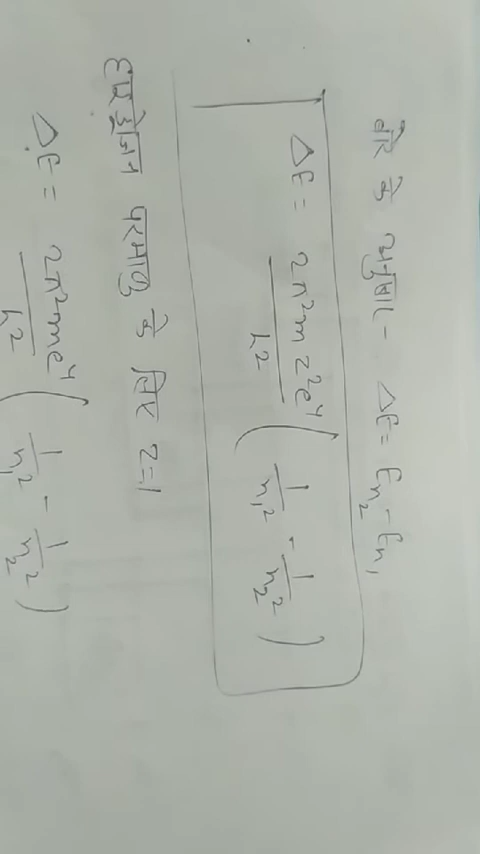 बोर के अनुसार - ΔE = En₂ - En₁
ΔE = 2π²mz²e⁴/h² (1/n₁² - 1/n₂²)
हाइड्रोजन परमाणु के लिए z=1
ΔE = 2π²me⁴/h² (1/n₁² - 1/n₂²)